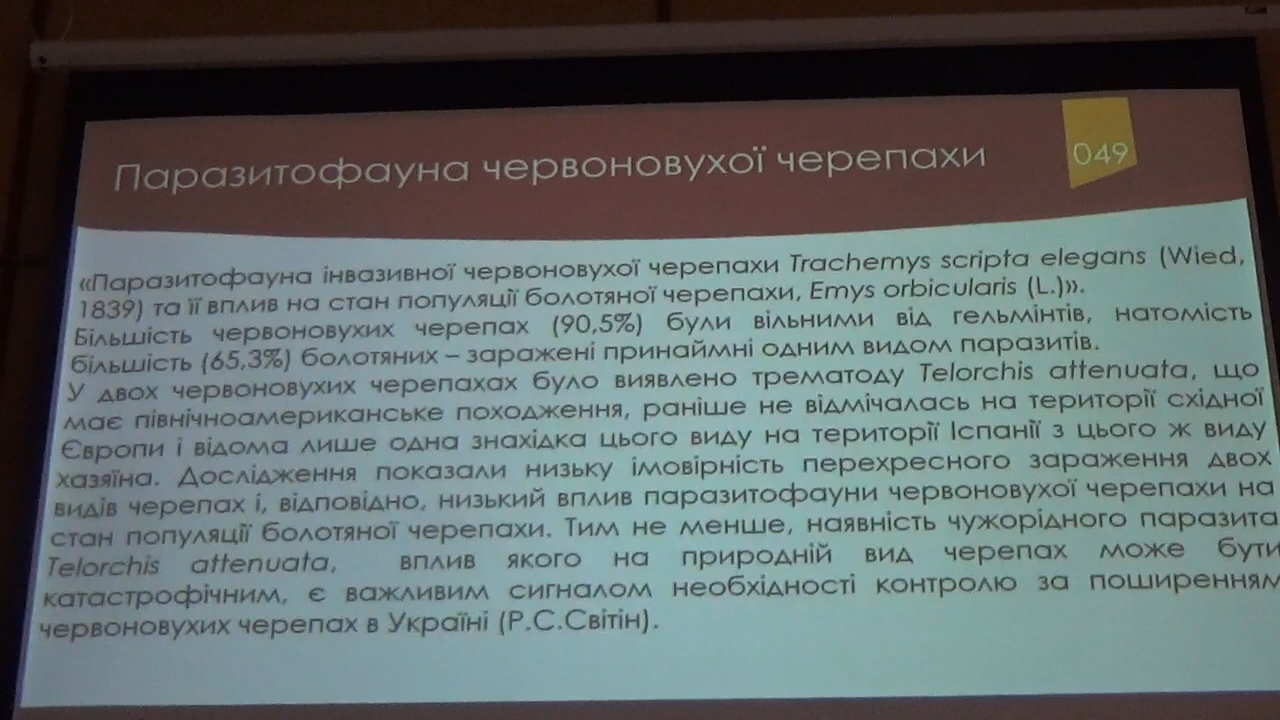 Паразитофауна червоновухої черепахи
049
«Паразитофауна інвазивної червоновухої черепахи Trachemys scripta elegans (Wied,
1839) та її вплив на стан популяції болотяної черепахи, Emys orbicularis (L.)».
Більшість червоновухих черепах (90,5%) були вільними від гельмінтів, натомість
більшість (65,3%) болотяних – заражені принаймні одним видом паразитів.
У двох червоновухих черепахах було виявлено трематоду Telorchis attenuata, що
має північноамериканське походження, раніше не відмічалась на території східної
Європи і відома лише одна знахідка цього виду на території Іспанії з цього ж виду
хазяїна. Дослідження показали низьку імовірність перехресного зараження двох
видів черепах і, відповідно, низький вплив паразитофауни червоновухої черепахи на
стан популяції болотяної черепахи. Тим не менше, наявність чужорідного паразита
Telorchis attenuata, вплив якого на природній вид черепах може бути
катастрофічним, є важливим сигналом необхідності контролю за поширенням
червоновухих черепах в Україні (Р.С.Світін).